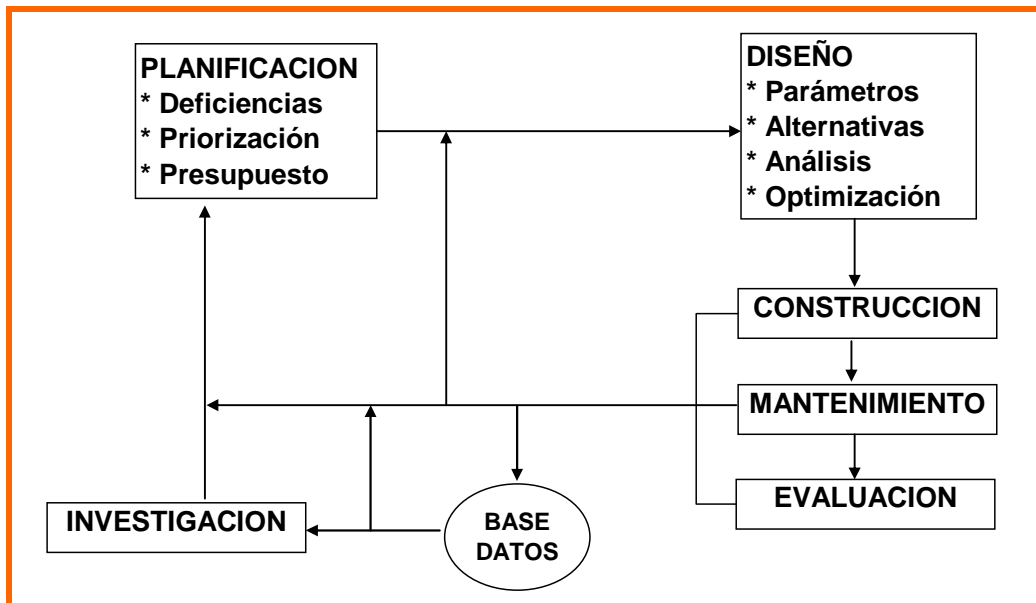 PLANIFICACION
* Deficiencias
* Priorización
* Presupuesto
DISEÑO
* Parámetros
* Alternativas
* Análisis
* Optimización
CONSTRUCCION
MANTENIMIENTO
EVALUACION
INVESTIGACION
BASE
DATOS